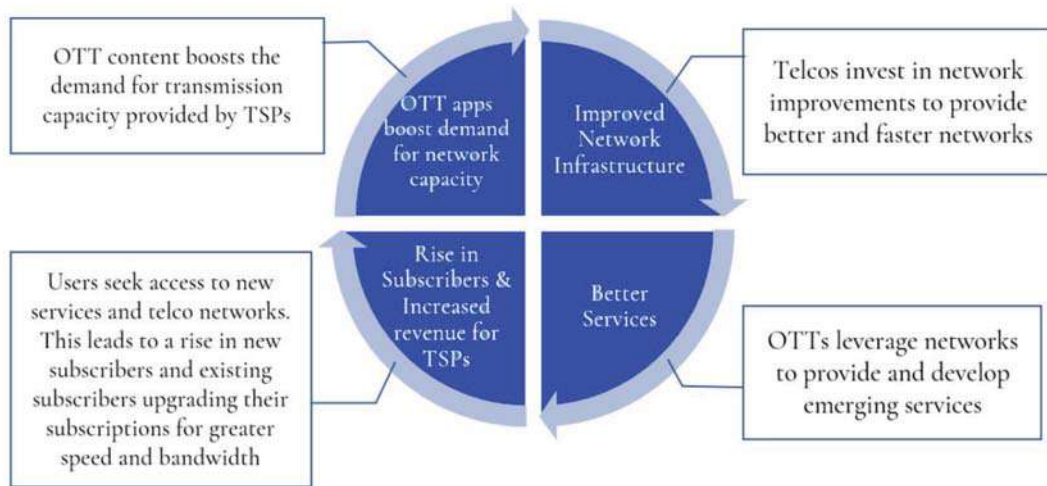 OTT content boosts the
demand for transmission
capacity provided by TSPs
OTT apps
boost demand
for network
capacity
Improved
Network
Infrastructure
Telcos invest in network
improvements to provide
better and faster networks
Users seek access to new
services and telco networks.
This leads to a rise in new
subscribers and existing
subscribers upgrading their
subscriptions for greater
speed and bandwidth
Rise in
Subscribers &
Increased
revenue for
TSPs
Better
Services
OTTs leverage networks
to provide and develop
emerging services